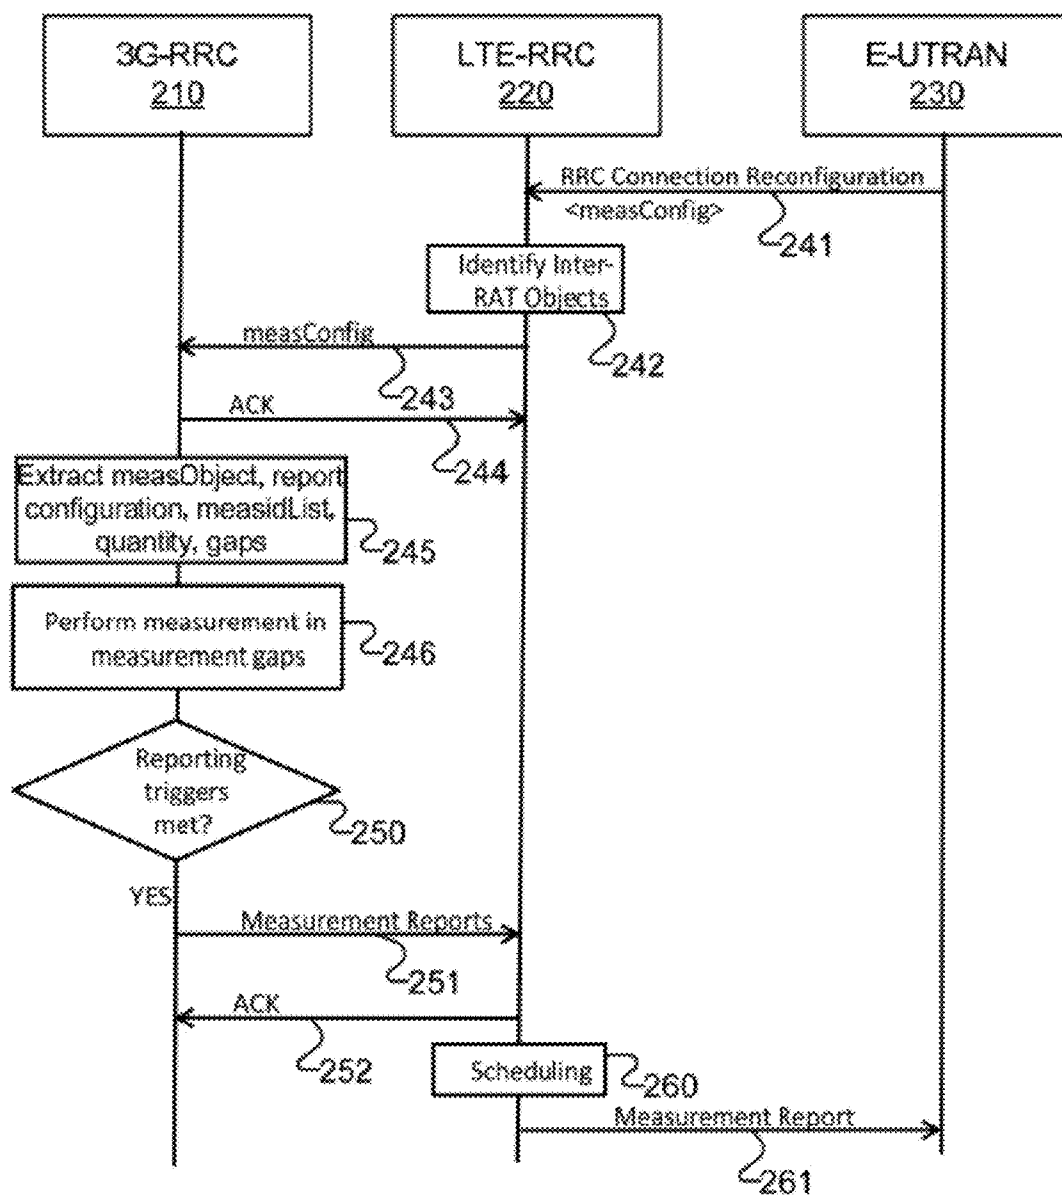 3G-RRC
210
LTE-RRC
220
E-UTRAN
230
RRC Connection Reconfiguration
<measConfig>
241
Identify Inter-
RAT Objects
242
measConfig
243
ACK
244
Extract measObject, report
configuration, measidList,
quantity, gaps
245
Perform measurement in
measurement gaps
246
Reporting
triggers
met?
250
YES
Measurement Reports
251
ACK
252
Scheduling
260
Measurement Report
261